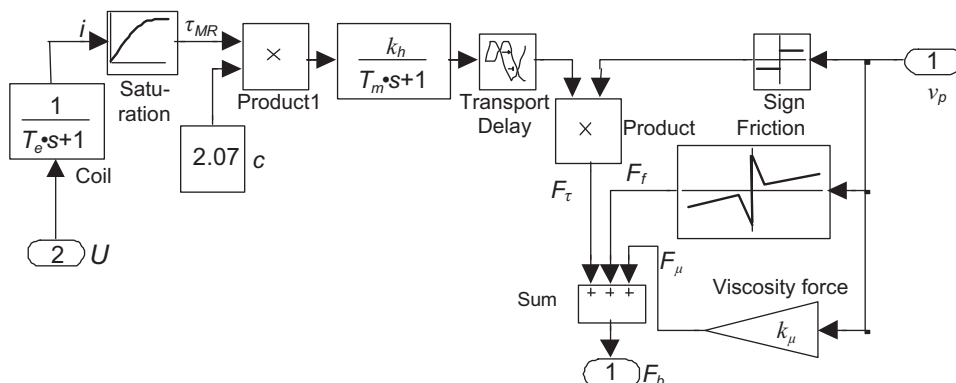 i
τMR
Satu-
ration
1
Te•s+1
Coil
2
U
×
Product1
2.07
c
kh
Tm•s+1
Transport
Delay
×
Product
Sign
1
vp
Friction
Fτ
Ff
Fμ
Viscosity force
kμ
Sum
+ + +
1
Fb